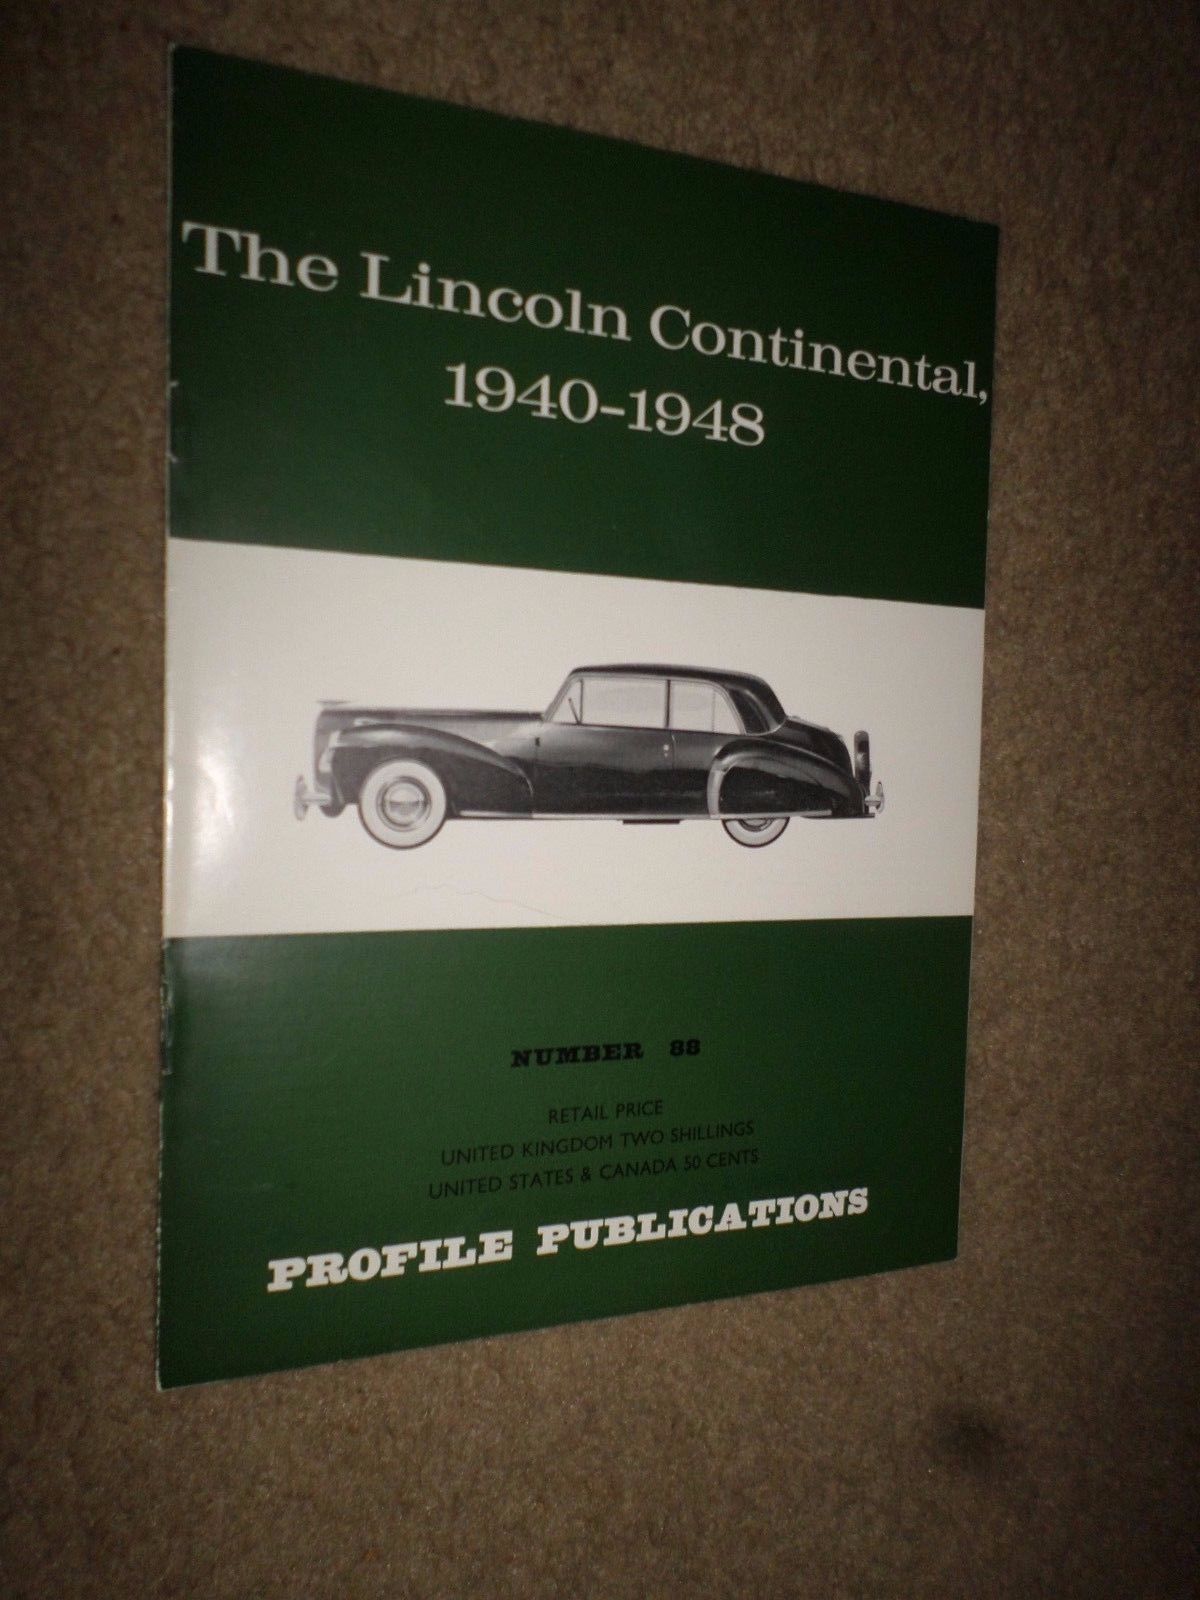 The Lincoln Continental,
1940-1948
NUMBER 88
RETAIL PRICE
UNITED KINGDOM TWO SHILLINGS
UNITED STATES & CANADA 50 CENTS
PROFILE PUBLICATIONS